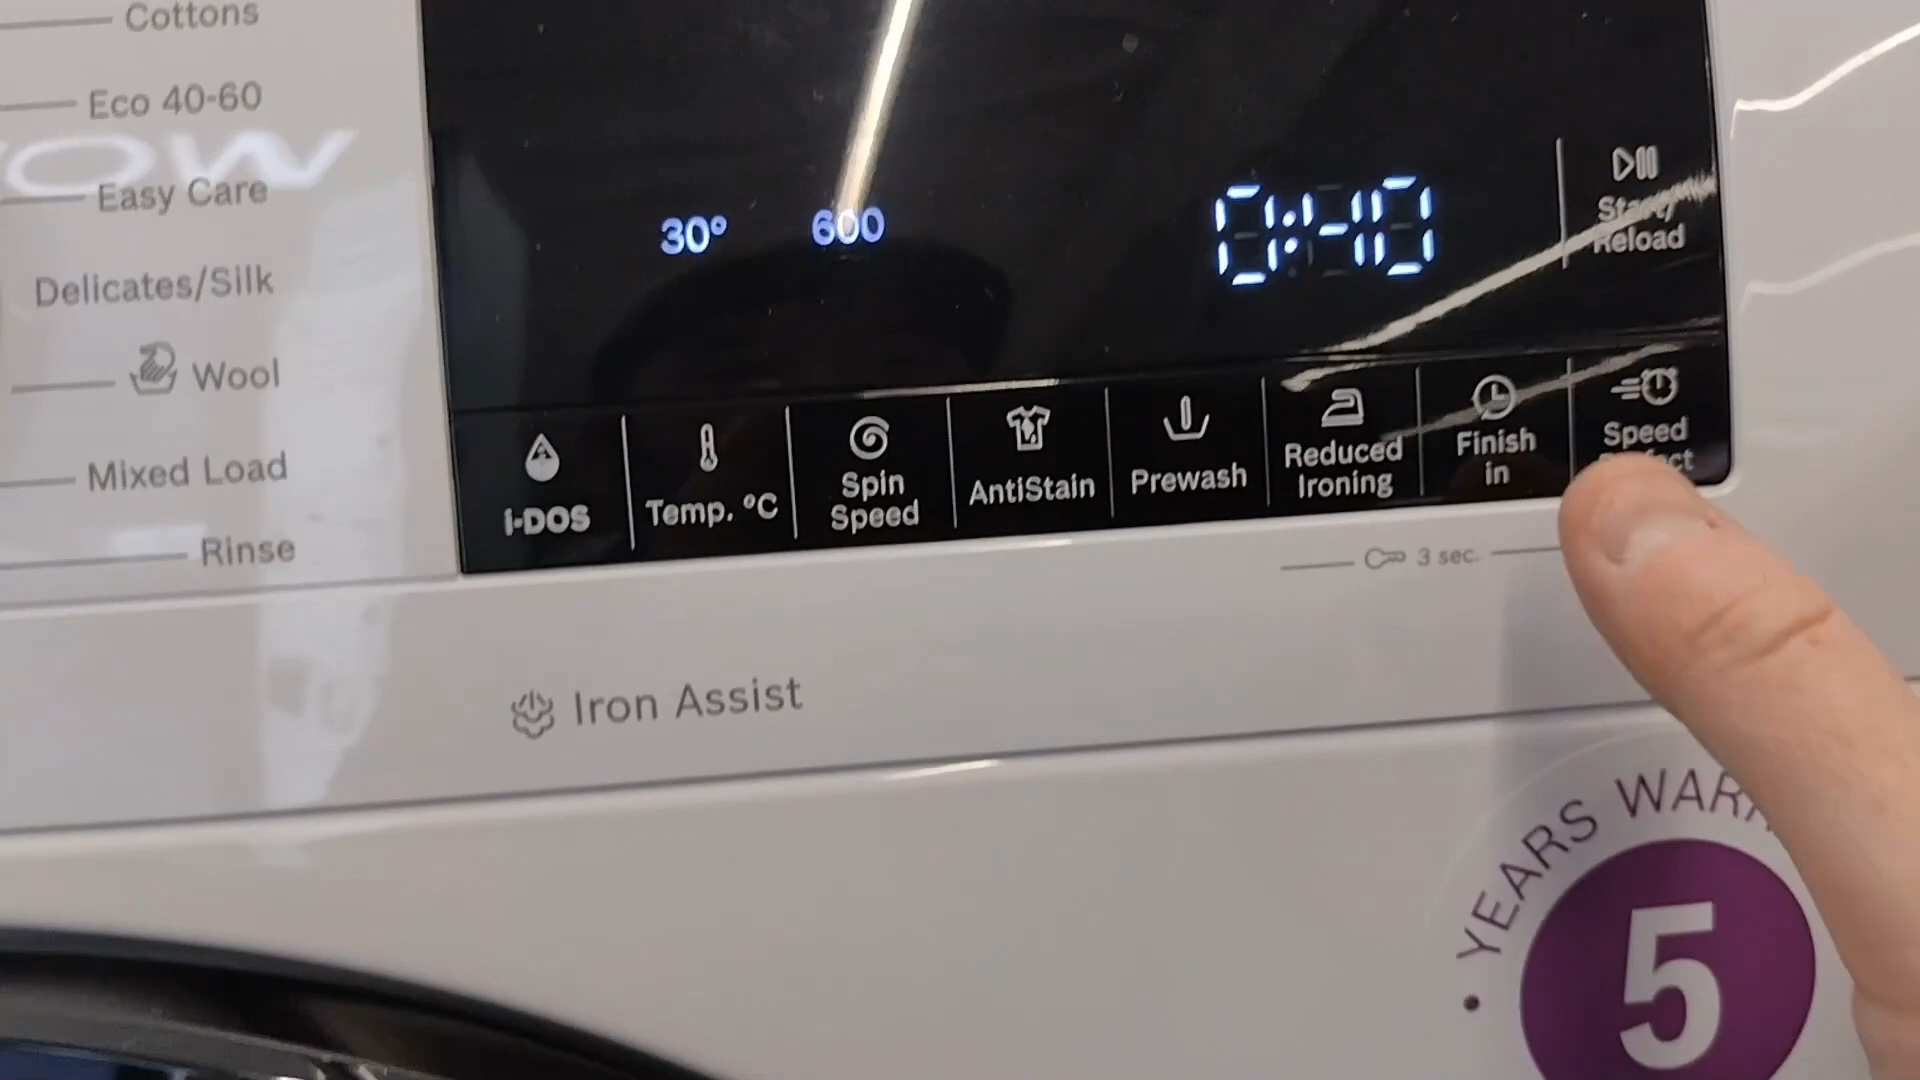 Cottons
Eco 40-60
Easy Care
Delicates/Silk
Wool
Mixed Load
Rinse
30° 600 0:40
Start/
Reload
i-DOS
Temp. °C
Spin
Speed
AntiStain
Prewash
Reduced
Ironing
Finish
in
Speed
3 sec.
Iron Assist
• YEARS
5